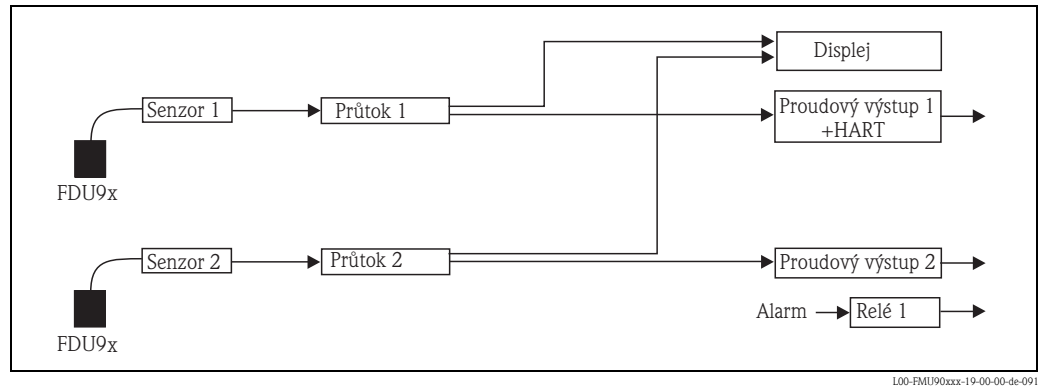 Displej
Senzor 1
Průtok 1
Proudový výstup 1
+HART
FDU9x
Senzor 2
Průtok 2
Proudový výstup 2
Alarm
Relé 1
FDU9x
L00-FMU90xxx-19-00-00-de-091